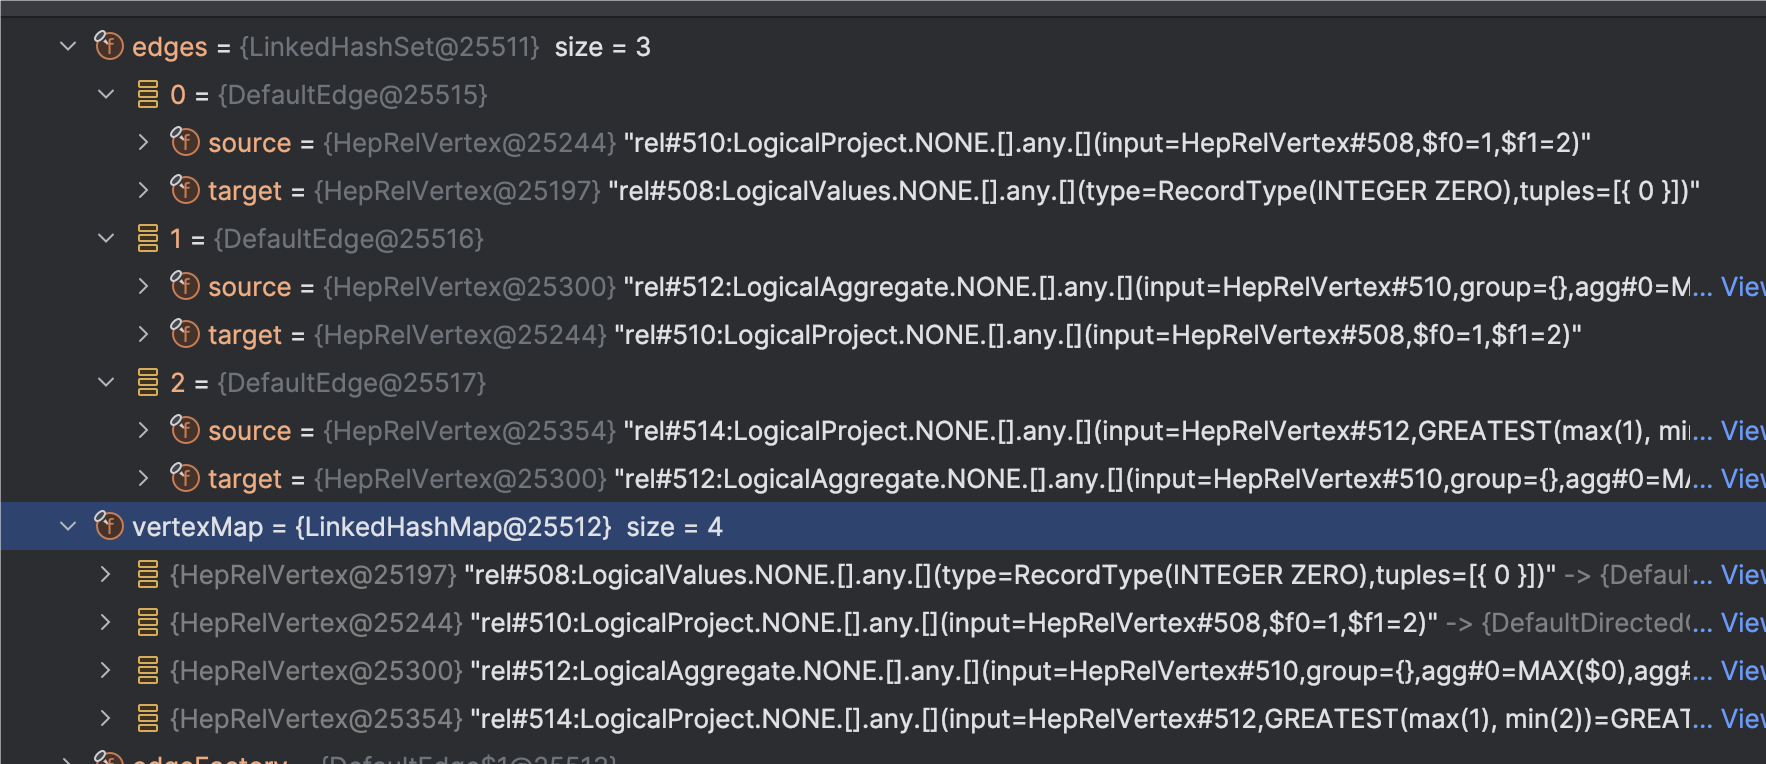 edges = {LinkedHashSet@25511} size = 3
0 = {DefaultEdge@25515}
source = {HepRelVertex@25244} "rel#510:LogicalProject.NONE.[].any.[](input=HepRelVertex#508,$f0=1,$f1=2)"
target = {HepRelVertex@25197} "rel#508:LogicalValues.NONE.[].any.[](type=RecordType(INTEGER ZERO),tuples=[{ 0 }])"
1 = {DefaultEdge@25516}
source = {HepRelVertex@25300} "rel#512:LogicalAggregate.NONE.[].any.[](input=HepRelVertex#510,group={},agg#0=M... View
target = {HepRelVertex@25244} "rel#510:LogicalProject.NONE.[].any.[](input=HepRelVertex#508,$f0=1,$f1=2)"
2 = {DefaultEdge@25517}
source = {HepRelVertex@25354} "rel#514:LogicalProject.NONE.[].any.[](input=HepRelVertex#512,GREATEST(max(1), mi... View
target = {HepRelVertex@25300} "rel#512:LogicalAggregate.NONE.[].any.[](input=HepRelVertex#510,group={},agg#0=MA... View
vertexMap = {LinkedHashMap@25512} size = 4
{HepRelVertex@25197} "rel#508:LogicalValues.NONE.[].any.[](type=RecordType(INTEGER ZERO),tuples=[{ 0 }])" -> {Defaul... View
{HepRelVertex@25244} "rel#510:LogicalProject.NONE.[].any.[](input=HepRelVertex#508,$f0=1,$f1=2)" -> {DefaultDirected... View
{HepRelVertex@25300} "rel#512:LogicalAggregate.NONE.[].any.[](input=HepRelVertex#510,group={},agg#0=MAX($0),agg#... View
{HepRelVertex@25354} "rel#514:LogicalProject.NONE.[].any.[](input=HepRelVertex#512,GREATEST(max(1), min(2))=GREAT... View
edgeFactory = {DefaultEdge$1@25513}